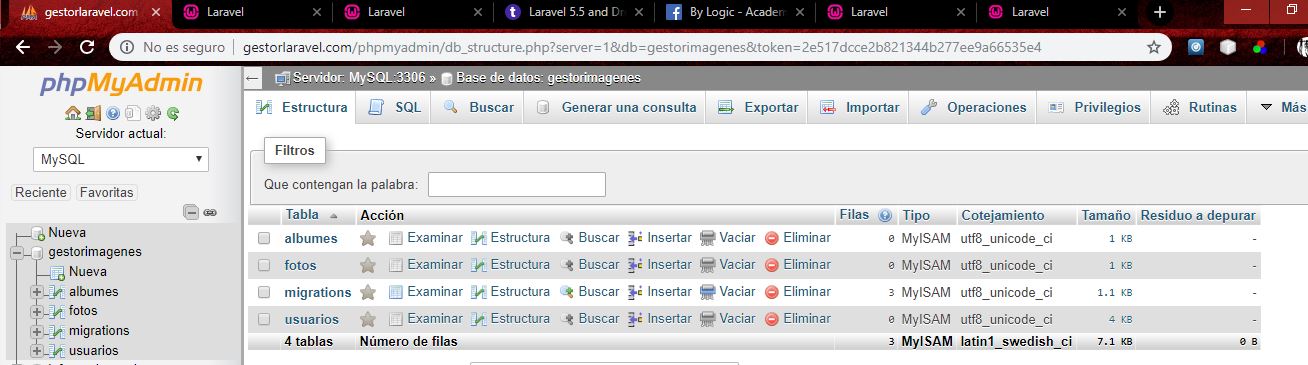 gestorlaravel.com
Laravel
Laravel
Laravel 5.5 and Dr
By Logic - Academ
Laravel
Laravel
No es seguro | gestorlaravel.com/phpmyadmin/db_structure.php?server=1&db=gestorimagenes&token=2e517dcce2b821344b277ee9a66535e4
phpMyAdmin
Servidor actual:
MySQL
Reciente Favoritas
Nueva
gestorimagenes
Nueva
albumes
fotos
migrations
usuarios
Servidor: MySQL:3306 » Base de datos: gestorimagenes
Estructura SQL Buscar Generar una consulta Exportar Importar Operaciones Privilegios Rutinas Más
Filtros
Que contengan la palabra:
Tabla Acción Filas Tipo Cotejamiento Tamaño Residuo a depurar
albumes Examinar Estructura Buscar Insertar Vaciar Eliminar 0 MyISAM utf8_unicode_ci 1 KB -
fotos Examinar Estructura Buscar Insertar Vaciar Eliminar 0 MyISAM utf8_unicode_ci 1 KB -
migrations Examinar Estructura Buscar Insertar Vaciar Eliminar 3 MyISAM utf8_unicode_ci 1.1 KB -
usuarios Examinar Estructura Buscar Insertar Vaciar Eliminar 0 MyISAM utf8_unicode_ci 4 KB -
4 tablas Número de filas 3 MyISAM latin1_swedish_ci 7.1 KB 0 B